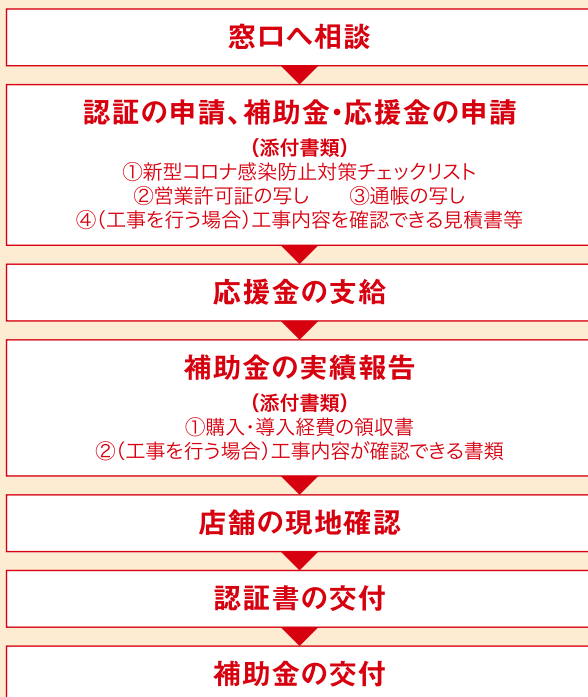 窓口へ相談
認証の申請、補助金・応援金の申請
(添付書類)
①新型コロナ感染防止対策チェックリスト
②営業許可証の写し　③通帳の写し
④(工事を行う場合)工事内容を確認できる見積書等
応援金の支給
補助金の実績報告
(添付書類)
①購入・導入経費の領収書
②(工事を行う場合)工事内容が確認できる書類
店舗の現地確認
認証書の交付
補助金の交付